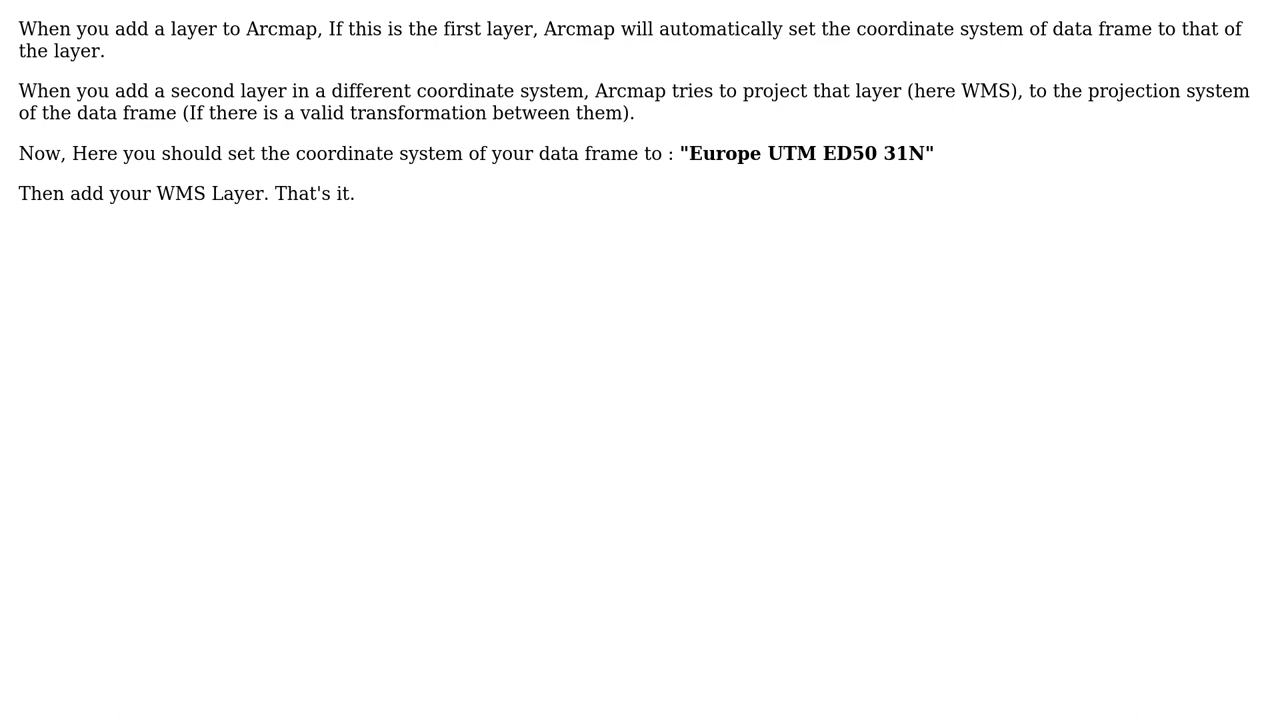 When you add a layer to Arcmap, If this is the first layer, Arcmap will automatically set the coordinate system of data frame to that of
the layer.
When you add a second layer in a different coordinate system, Arcmap tries to project that layer (here WMS), to the projection system
of the data frame (If there is a valid transformation between them).
Now, Here you should set the coordinate system of your data frame to : "Europe UTM ED50 31N"
Then add your WMS Layer. That's it.